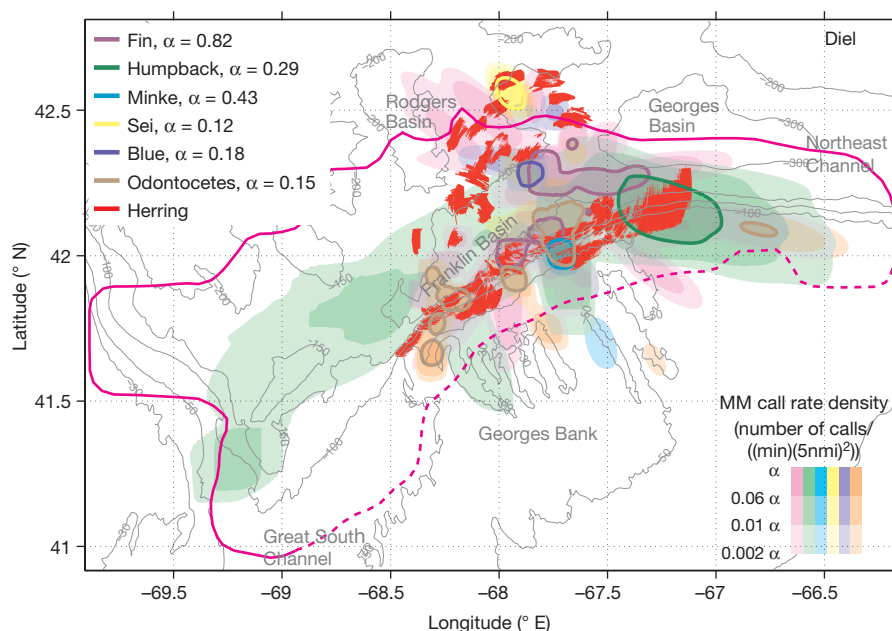 Diel
Fin, α = 0.82
Humpback, α = 0.29
Minke, α = 0.43
Sei, α = 0.12
Blue, α = 0.18
Odontocetes, α = 0.15
Herring
Rodgers
Basin
Georges
Basin
Northeast
Channel
Franklin Basin
Georges Bank
Great South
Channel
MM call rate density
(number of calls/
((min)(5nmi)²))
α
0.06 α
0.01 α
0.002 α
Latitude (° N)
42.5
42
41.5
41
−69.5
−69
−68.5
−68
−67.5
−67
−66.5
Longitude (° E)
−200
−200
−300
−300
−100
−200
−150
−150
−100
−50